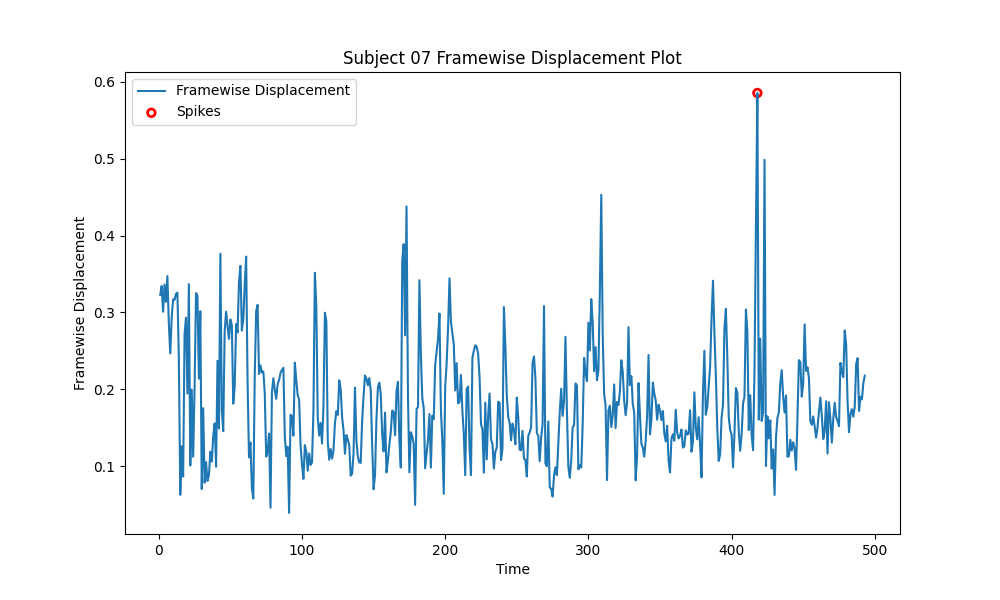 Subject 07 Framewise Displacement Plot
Framewise Displacement
Spikes
0.6
0.5
0.4
0.3
0.2
0.1
Framewise Displacement
0
100
200
300
400
500
Time